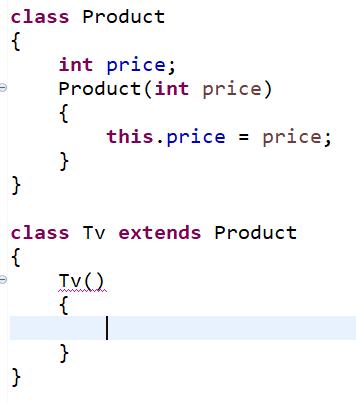 class Product
{
    int price;
    Product(int price)
    {
        this.price = price;
    }
}

class Tv extends Product
{
    Tv()
    {

    }
}